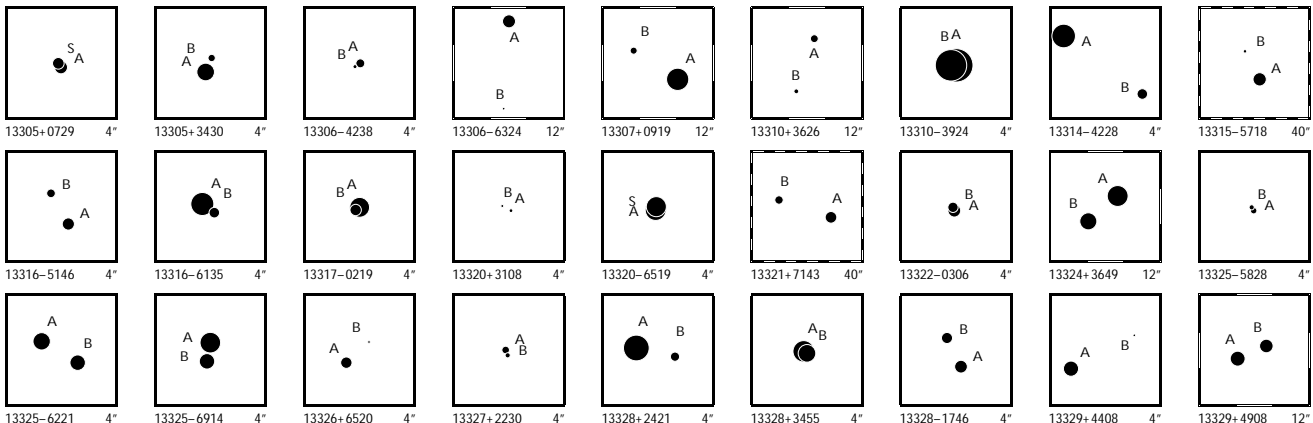 S
A
13305+0729 4″
B
A
13305+3430 4″
A
B
13306−4238 4″
A
B
13306−6324 12″
B
A
13307+0919 12″
A
B
13310+3626 12″
B A
13310−3924 4″
A
B
13314−4228 4″
B
A
13315−5718 40″
B
A
13316−5146 4″
A
B
13316−6135 4″
A
B
13317−0219 4″
B
A
13320+3108 4″
S
A
13320−6519 4″
B
A
13321+7143 40″
B
A
13322−0306 4″
A
B
13324+3649 12″
B
A
13325−5828 4″
A
B
13325−6221 4″
A
B
13325−6914 4″
B
A
13326+6520 4″
A
B
13327+2230 4″
A
B
13328+2421 4″
A
B
13328+3455 4″
B
A
13328−1746 4″
B
A
13329+4408 4″
B
A
13329+4908 12″